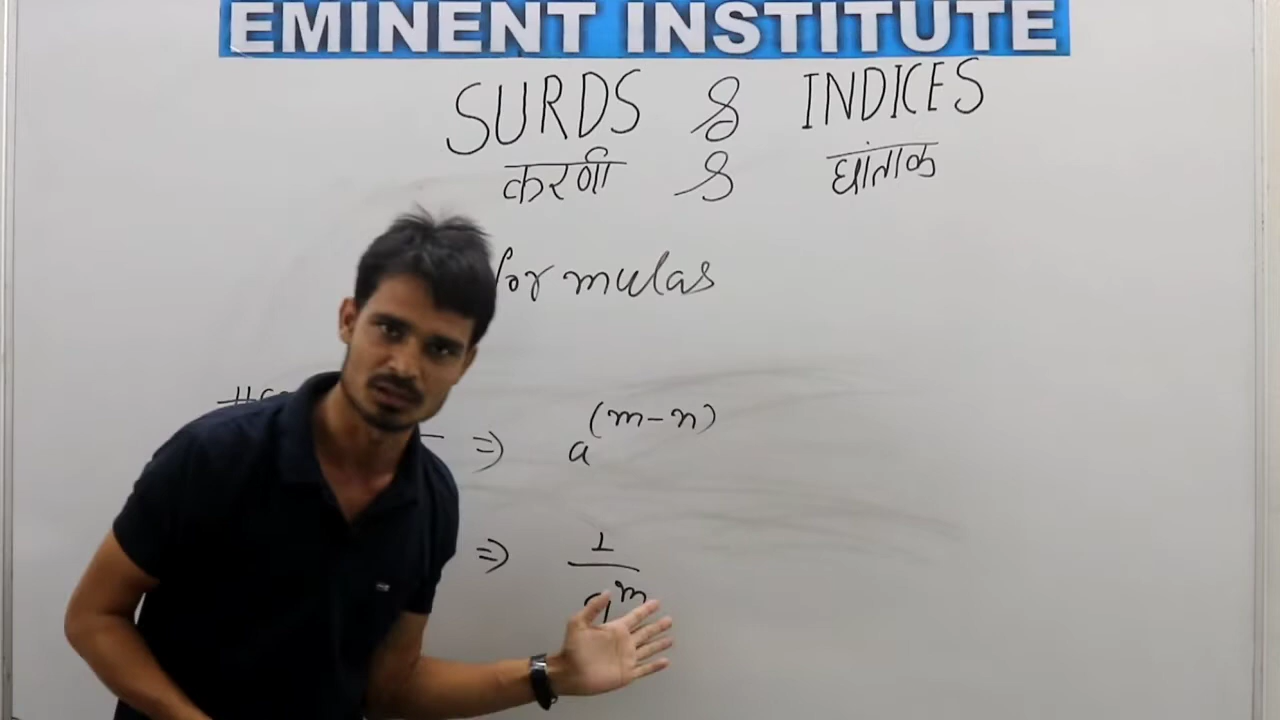 EMINENT INSTITUTE
SURDS & INDICES
करणी & घांताक
formulas
=) a^(m-n)
=) 1/a^m